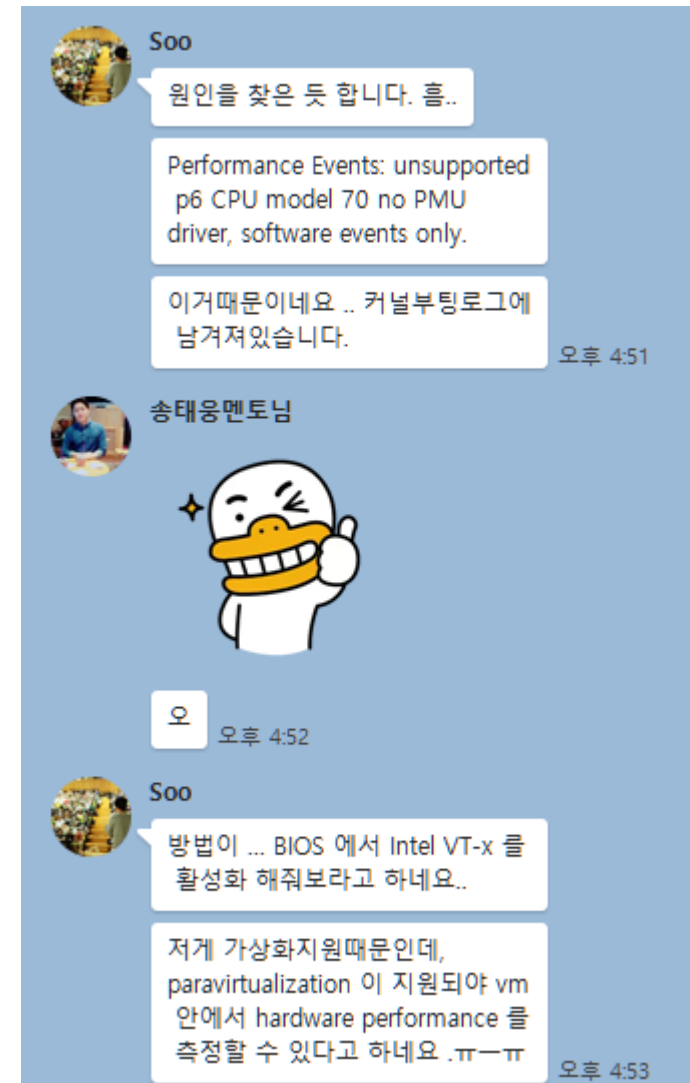 Soo
원인을 찾은 듯 합니다. 흠..
Performance Events: unsupported
p6 CPU model 70 no PMU
driver, software events only.
이거때문이네요 .. 커널부팅로그에
남겨져있습니다.
오후 4:51
송태웅멘토님
오
오후 4:52
Soo
방법이 ... BIOS 에서 Intel VT-x 를
활성화 해줘보라고 하네요..
저게 가상화지원때문인데,
paravirtualization 이 지원되야 vm
안에서 hardware performance 를
측정할 수 있다고 하네요 .ㅠㅡㅠ
오후 4:53